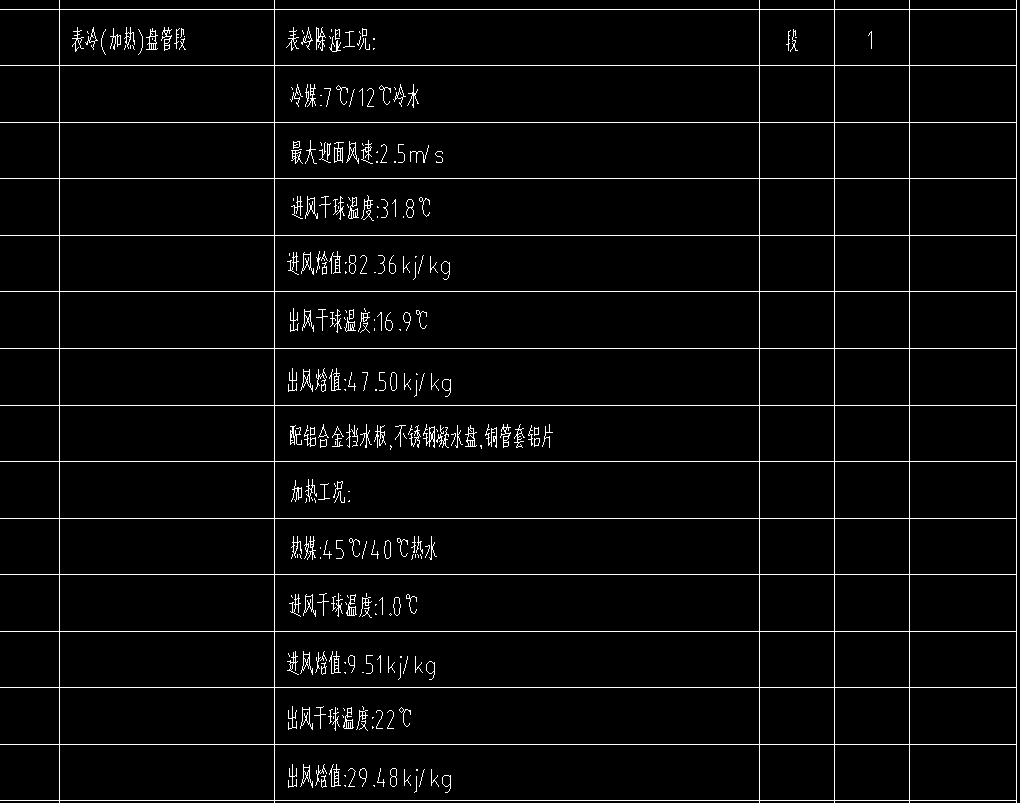 表冷(加热)盘管段 表冷除湿工况: 段 1
冷媒:7℃/12℃冷水
最大迎面风速:2.5m/s
进风干球温度:31.8℃
进风焓值:82.36kj/kg
出风干球温度:16.9℃
出风焓值:47.50kj/kg
配铝合金挡水板,不锈钢凝水盘,铜管套铝片
加热工况:
热媒:45℃/40℃热水
进风干球温度:1.0℃
进风焓值:9.51kj/kg
出风干球温度:22℃
出风焓值:29.48kj/kg